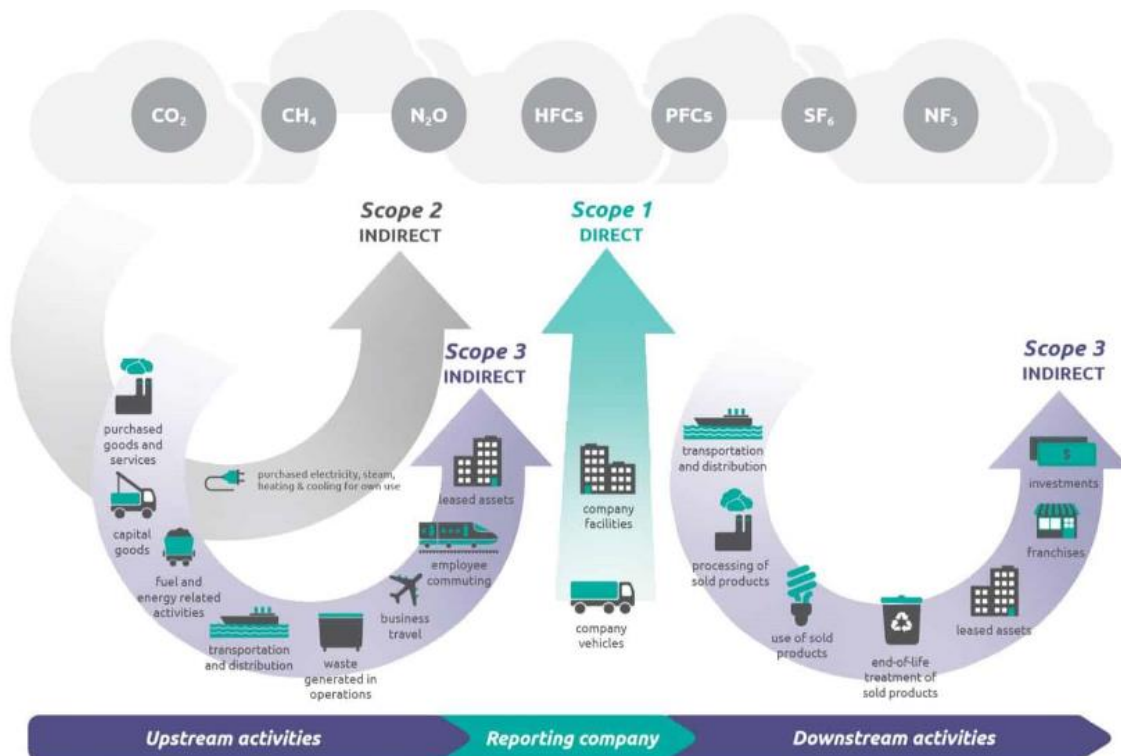 CO₂
CH₄
N₂O
HFCs
PFCs
SF₆
NF₃
Scope 2
INDIRECT
Scope 1
DIRECT
Scope 3
INDIRECT
Scope 3
INDIRECT
purchased
goods and
services
capital
goods
fuel and
energy related
activities
transportation
and distribution
waste
generated in
operations
business
travel
employee
commuting
leased assets
purchased electricity, steam,
heating & cooling for own use
company
facilities
company
vehicles
transportation
and distribution
processing of
sold products
use of sold
products
end-of-life
treatment of
sold products
leased assets
franchises
$
investments
Upstream activities
Reporting company
Downstream activities